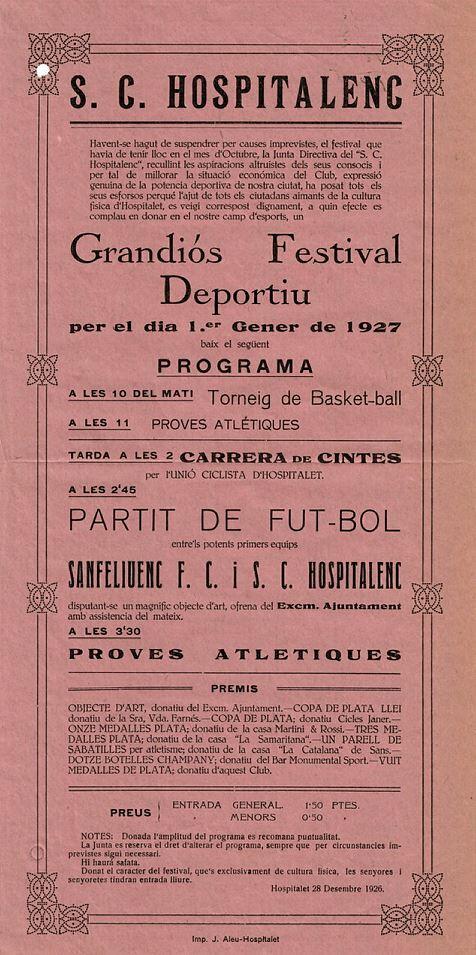 S. C. HOSPITALENC
Havent-se hagut de suspendrer per causes imprevistes, el festival que
havia de tenir lloc en el mes d'Octubre, la Junta Directiva del "S. C.
Hospitalenc", recullint les aspiracions altruistes dels seus consocis i
per tal de millorar la situació económica del Club, expressió
genuina de la potencia deportiva de nostra ciutat, ha posat tots els
seus esforsos perqué l'ajut de tots els ciutadans aimants de la cultura
física d'Hospitalet, es veigi correspost dignament, a quin efecte es
complau en donar en el nostre camp d'esports, un
Grandiós Festival
Deportiu
per el dia 1.er Gener de 1927
baix el següent
PROGRAMA
A LES 10 DEL MATI Torneig de Basket-ball
A LES 11 PROVES ATLÉTIQUES
TARDA A LES 2 CARRERA DE CINTES
per l'UNIÓ CICLISTA D'HOSPITALET.
A LES 2'45
PARTIT DE FUT-BOL
entre'ls potents primers equips
SANFELIUENC F. C. i S. C. HOSPITALENC
disputant-se un magnific objecte d'art, ofrena del Excm. Ajuntament
amb assistencia del mateix.
A LES 3'30
PROVES ATLETIQUES
PREMIS
OBJECTE D'ART, donatiu del Excm. Ajuntament.—COPA DE PLATA LLEI
donatiu de la Sra, Vda. Farnés.—COPA DE PLATA; donatiu Cicles Janer.—
ONZE MEDALLES PLATA; donatiu de la casa Martini & Rossi.—TRES ME-
DALLES PLATA; donatiu de la casa "La Samaritana".—UN PARELL DE
SABATILLES per atletisme; donatiu de la casa "La Catalana" de Sans.—
DOTZE BOTELLES CHAMPANY; donatiu del Bar Monumental Sport.—VUIT
MEDALLES DE PLATA; donatiu d'aquest Club.
PREUS
ENTRADA GENERAL. 1'50 PTES.
" MENORS 0'50 "
NOTES: Donada l'amplitud del programa es recomana puntualitat.
La Junta es reserva el dret d'alterar el programa, sempre que per circunstancies im-
previstes sigui necessari.
Hi haurá safata.
Donat el caracter del festival, que's exclusivament de cultura física, les senyores i
senyoretes tindran entrada lliure.
Hospitalet 28 Desembre 1926.
Imp. J. Aleu-Hospitalet